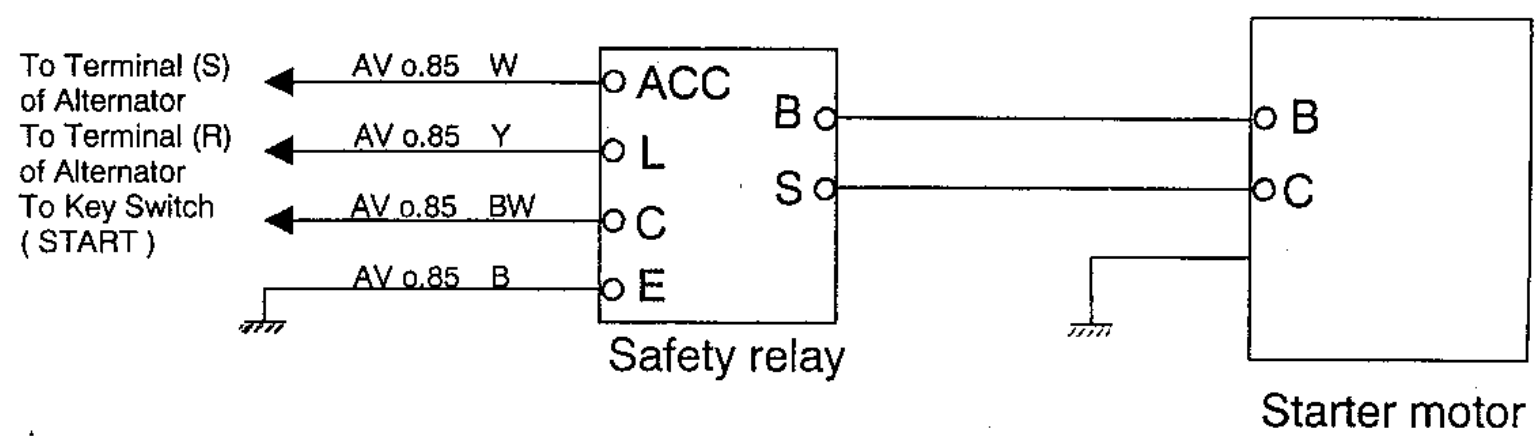 To Terminal (S)
of Alternator
To Terminal (R)
of Alternator
To Key Switch
( START )
AV o.85 W
AV o.85 Y
AV o.85 BW
AV o.85 B
ACC
L
C
E
B
S
Safety relay
B
C
Starter motor